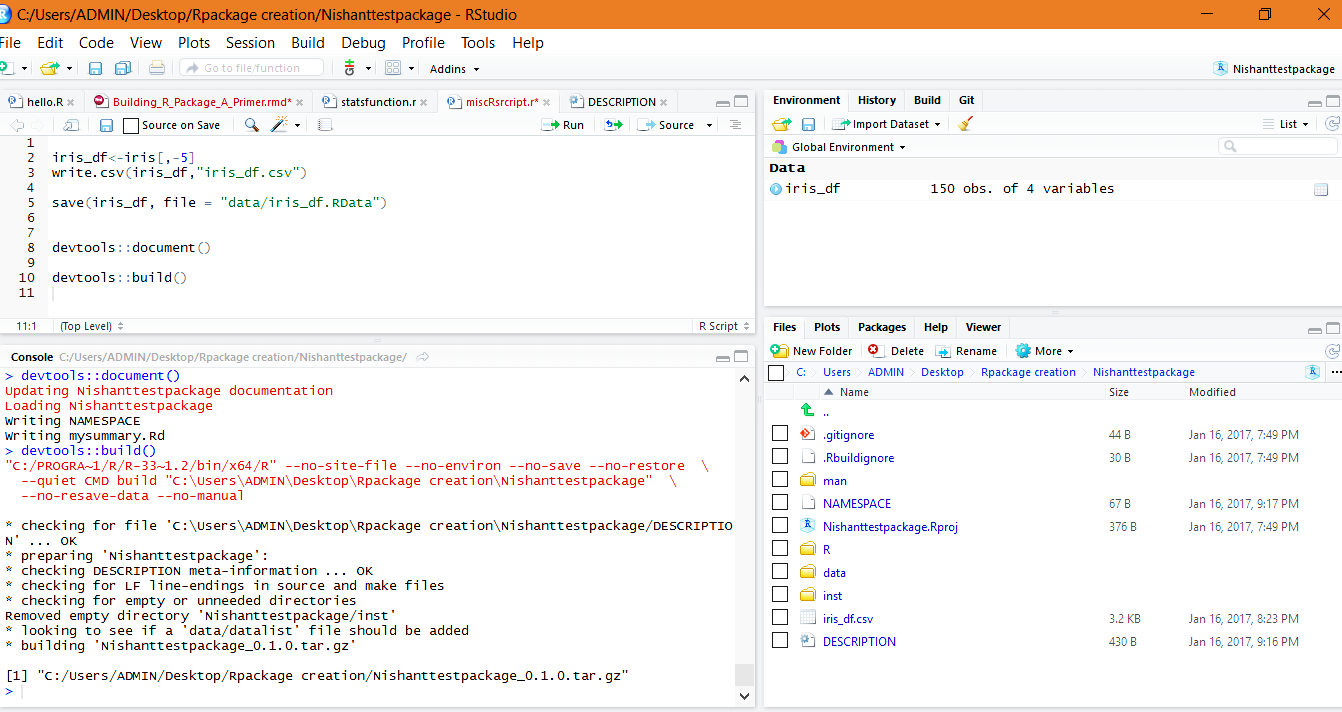 C:/Users/ADMIN/Desktop/Rpackage creation/Nishanttestpackage - RStudio
File Edit Code View Plots Session Build Debug Profile Tools Help
Go to file/function Addins Nishanttestpackage
hello.R Building_R_Package_A_Primer.rmd* statsfunction.r miscRsrcript.r* DESCRIPTION
Source on Save Run Source
1
2 iris_df<-iris[,-5]
3 write.csv(iris_df,"iris_df.csv")
4
5 save(iris_df, file = "data/iris_df.RData")
6
7
8 devtools::document()
9
10 devtools::build()
11
11:1 (Top Level) R Script
Console C:/Users/ADMIN/Desktop/Rpackage creation/Nishanttestpackage/
> devtools::document()
Updating Nishanttestpackage documentation
Loading Nishanttestpackage
Writing NAMESPACE
Writing mysummary.Rd
> devtools::build()
"C:/PROGRA~1/R/R-33~1.2/bin/x64/R" --no-site-file --no-environ --no-save --no-restore \
--quiet CMD build "C:\Users\ADMIN\Desktop\Rpackage creation\Nishanttestpackage" \
--no-resave-data --no-manual
* checking for file 'C:\Users\ADMIN\Desktop\Rpackage creation\Nishanttestpackage/DESCRIPTIO
N' ... OK
* preparing 'Nishanttestpackage':
* checking DESCRIPTION meta-information ... OK
* checking for LF line-endings in source and make files
* checking for empty or unneeded directories
Removed empty directory 'Nishanttestpackage/inst'
* looking to see if a 'data/datalist' file should be added
* building 'Nishanttestpackage_0.1.0.tar.gz'
[1] "C:/Users/ADMIN/Desktop/Rpackage creation/Nishanttestpackage_0.1.0.tar.gz"
>
Environment History Build Git
Import Dataset List
Global Environment
Data
iris_df 150 obs. of 4 variables
Files Plots Packages Help Viewer
New Folder Delete Rename More
C: Users ADMIN Desktop Rpackage creation Nishanttestpackage ...
Name Size Modified
..
.gitignore 44 B Jan 16, 2017, 7:49 PM
.Rbuildignore 30 B Jan 16, 2017, 7:49 PM
man
NAMESPACE 67 B Jan 16, 2017, 9:17 PM
Nishanttestpackage.Rproj 376 B Jan 16, 2017, 7:49 PM
R
data
inst
iris_df.csv 3.2 KB Jan 16, 2017, 8:23 PM
DESCRIPTION 430 B Jan 16, 2017, 9:16 PM